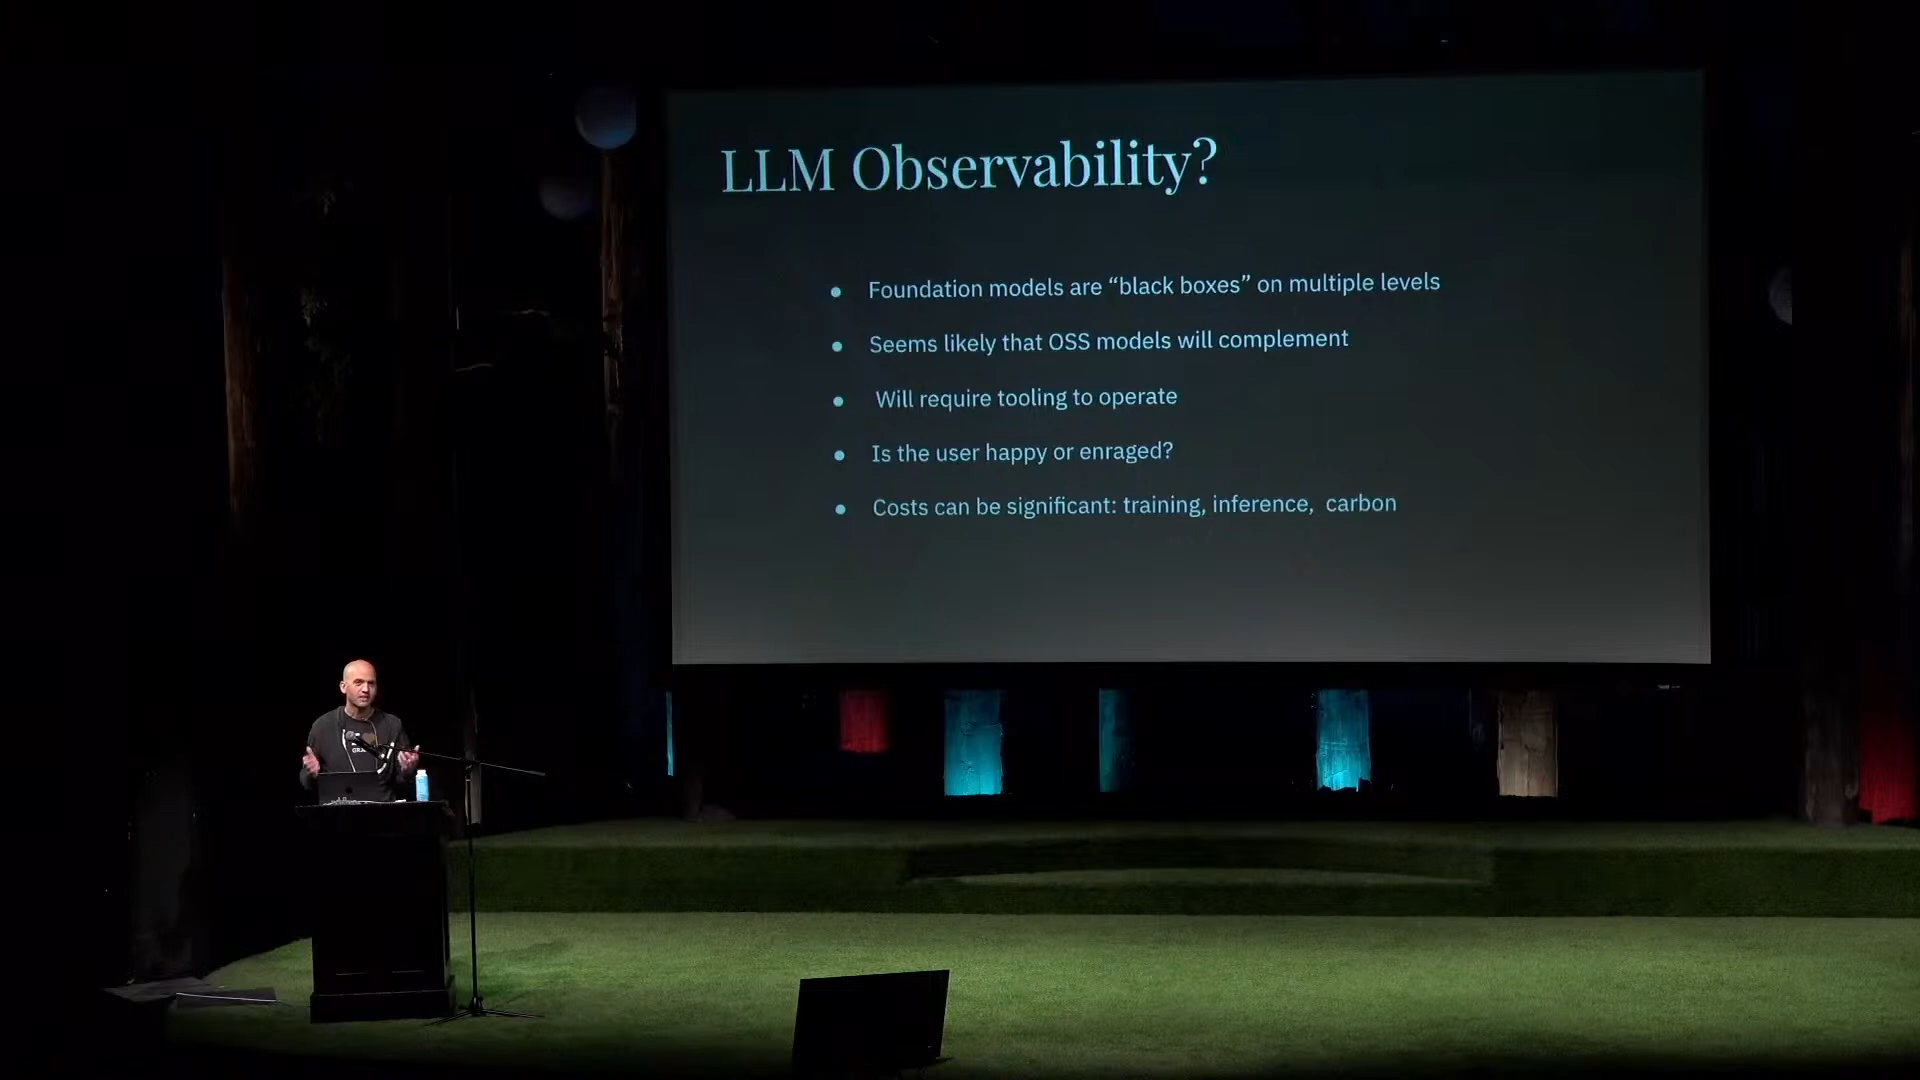 LLM Observability?
● Foundation models are “black boxes” on multiple levels
● Seems likely that OSS models will complement
● Will require tooling to operate
● Is the user happy or enraged?
● Costs can be significant: training, inference, carbon